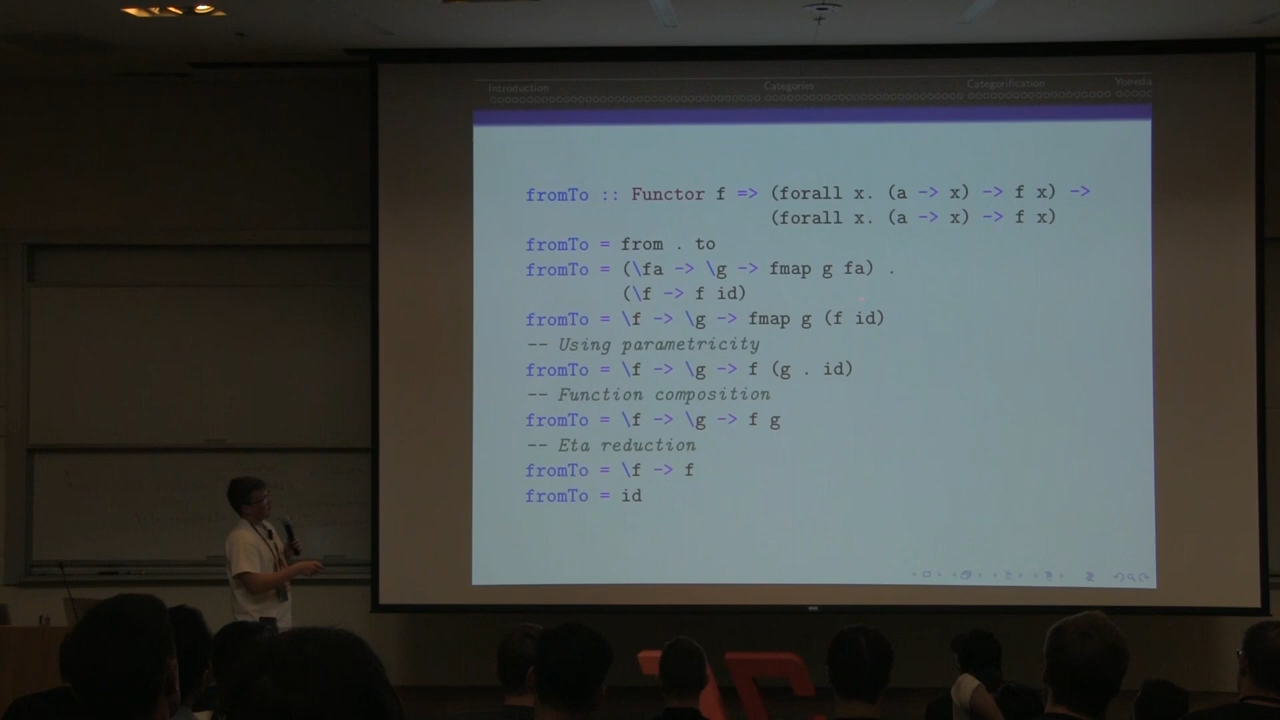 Introduction Categories Categorification Yoneda
fromTo :: Functor f => (forall x. (a -> x) -> f x) ->
(forall x. (a -> x) -> f x)
fromTo = from . to
fromTo = (\fa -> \g -> fmap g fa) .
(\f -> f id)
fromTo = \f -> \g -> fmap g (f id)
-- Using parametricity
fromTo = \f -> \g -> f (g . id)
-- Function composition
fromTo = \f -> \g -> f g
-- Eta reduction
fromTo = \f -> f
fromTo = id